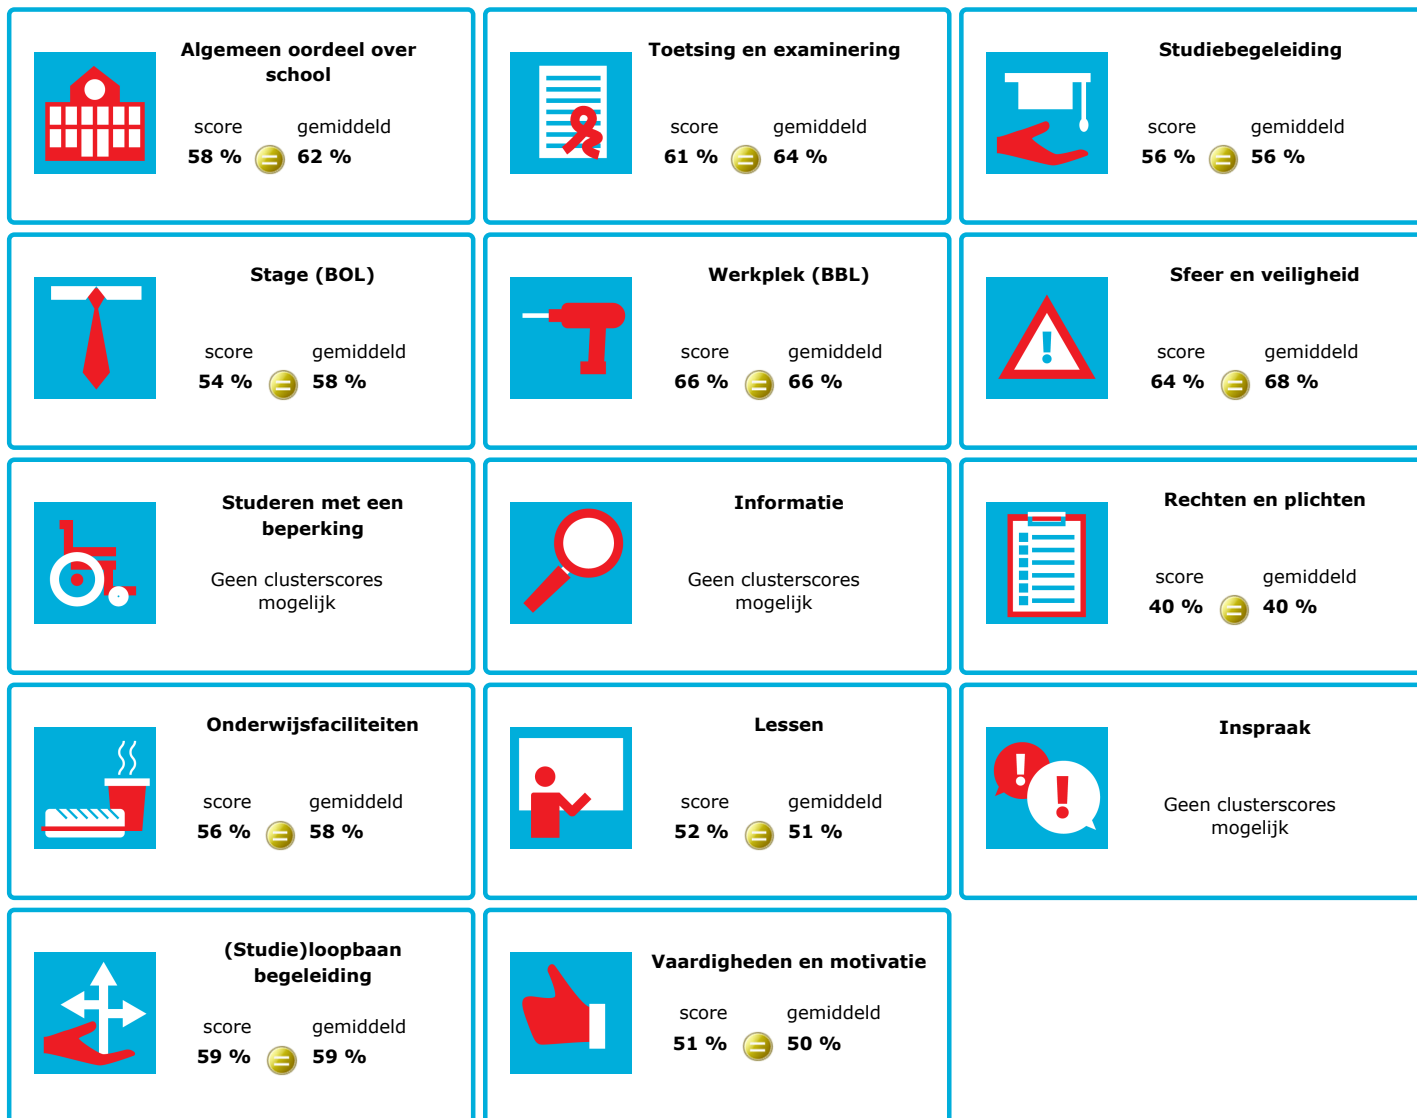 Algemeen oordeel over
school
score gemiddeld
58 % = 62 %
Toetsing en examinering
score gemiddeld
61 % = 64 %
Studiebegeleiding
score gemiddeld
56 % = 56 %
Stage (BOL)
score gemiddeld
54 % = 58 %
Werkplek (BBL)
score gemiddeld
66 % = 66 %
Sfeer en veiligheid
!
score gemiddeld
64 % = 68 %
Studeren met een
beperking
Geen clusterscores
mogelijk
Informatie
Geen clusterscores
mogelijk
Rechten en plichten
score gemiddeld
40 % = 40 %
Onderwijsfaciliteiten
score gemiddeld
56 % = 58 %
Lessen
score gemiddeld
52 % = 51 %
Inspraak
! !
Geen clusterscores
mogelijk
(Studie)loopbaan
begeleiding
score gemiddeld
59 % = 59 %
Vaardigheden en motivatie
score gemiddeld
51 % = 50 %